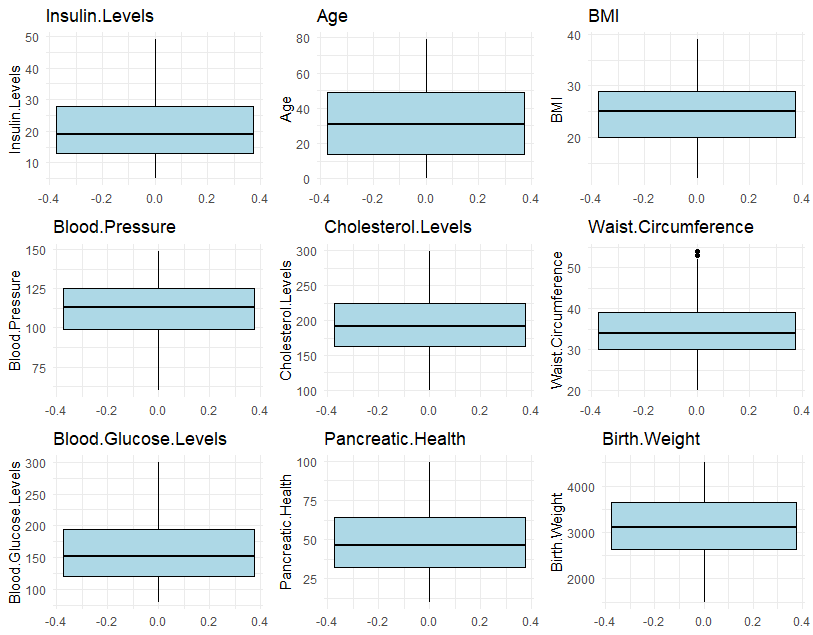 Insulin.Levels
Insulin.Levels
50
40
30
20
10
-0.4 -0.2 0.0 0.2 0.4
Age
Age
80
60
40
20
0
-0.4 -0.2 0.0 0.2 0.4
BMI
BMI
40
30
20
-0.4 -0.2 0.0 0.2 0.4
Blood.Pressure
Blood.Pressure
150
125
100
75
-0.4 -0.2 0.0 0.2 0.4
Cholesterol.Levels
Cholesterol.Levels
300
250
200
150
100
-0.4 -0.2 0.0 0.2 0.4
Waist.Circumference
Waist.Circumference
50
40
30
20
-0.4 -0.2 0.0 0.2 0.4
Blood.Glucose.Levels
Blood.Glucose.Levels
300
250
200
150
100
-0.4 -0.2 0.0 0.2 0.4
Pancreatic.Health
Pancreatic.Health
100
75
50
25
-0.4 -0.2 0.0 0.2 0.4
Birth.Weight
Birth.Weight
4000
3000
2000
-0.4 -0.2 0.0 0.2 0.4